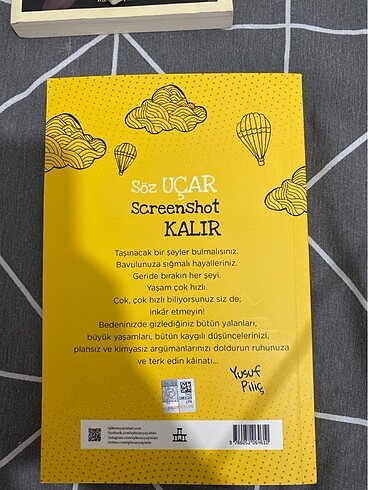 Söz UÇAR
Screenshot
KALIR
Taşınacak bir şeyler bulmalısınız.
Bavulunuza sığmalı hayalleriniz.
Geride bırakın her şeyi.
Yaşam çok hızlı.
Çok, çok hızlı biliyorsunuz siz de;
inkâr etmeyin!
Bedeninizde gizlediğiniz bütün yalanları,
büyük yaşamları, bütün kaygılı düşüncelerinizi,
plansız ve kimyasız argümanlarınızı doldurun ruhunuza
ve terk edin kâinatı...
Yusuf
Piliç